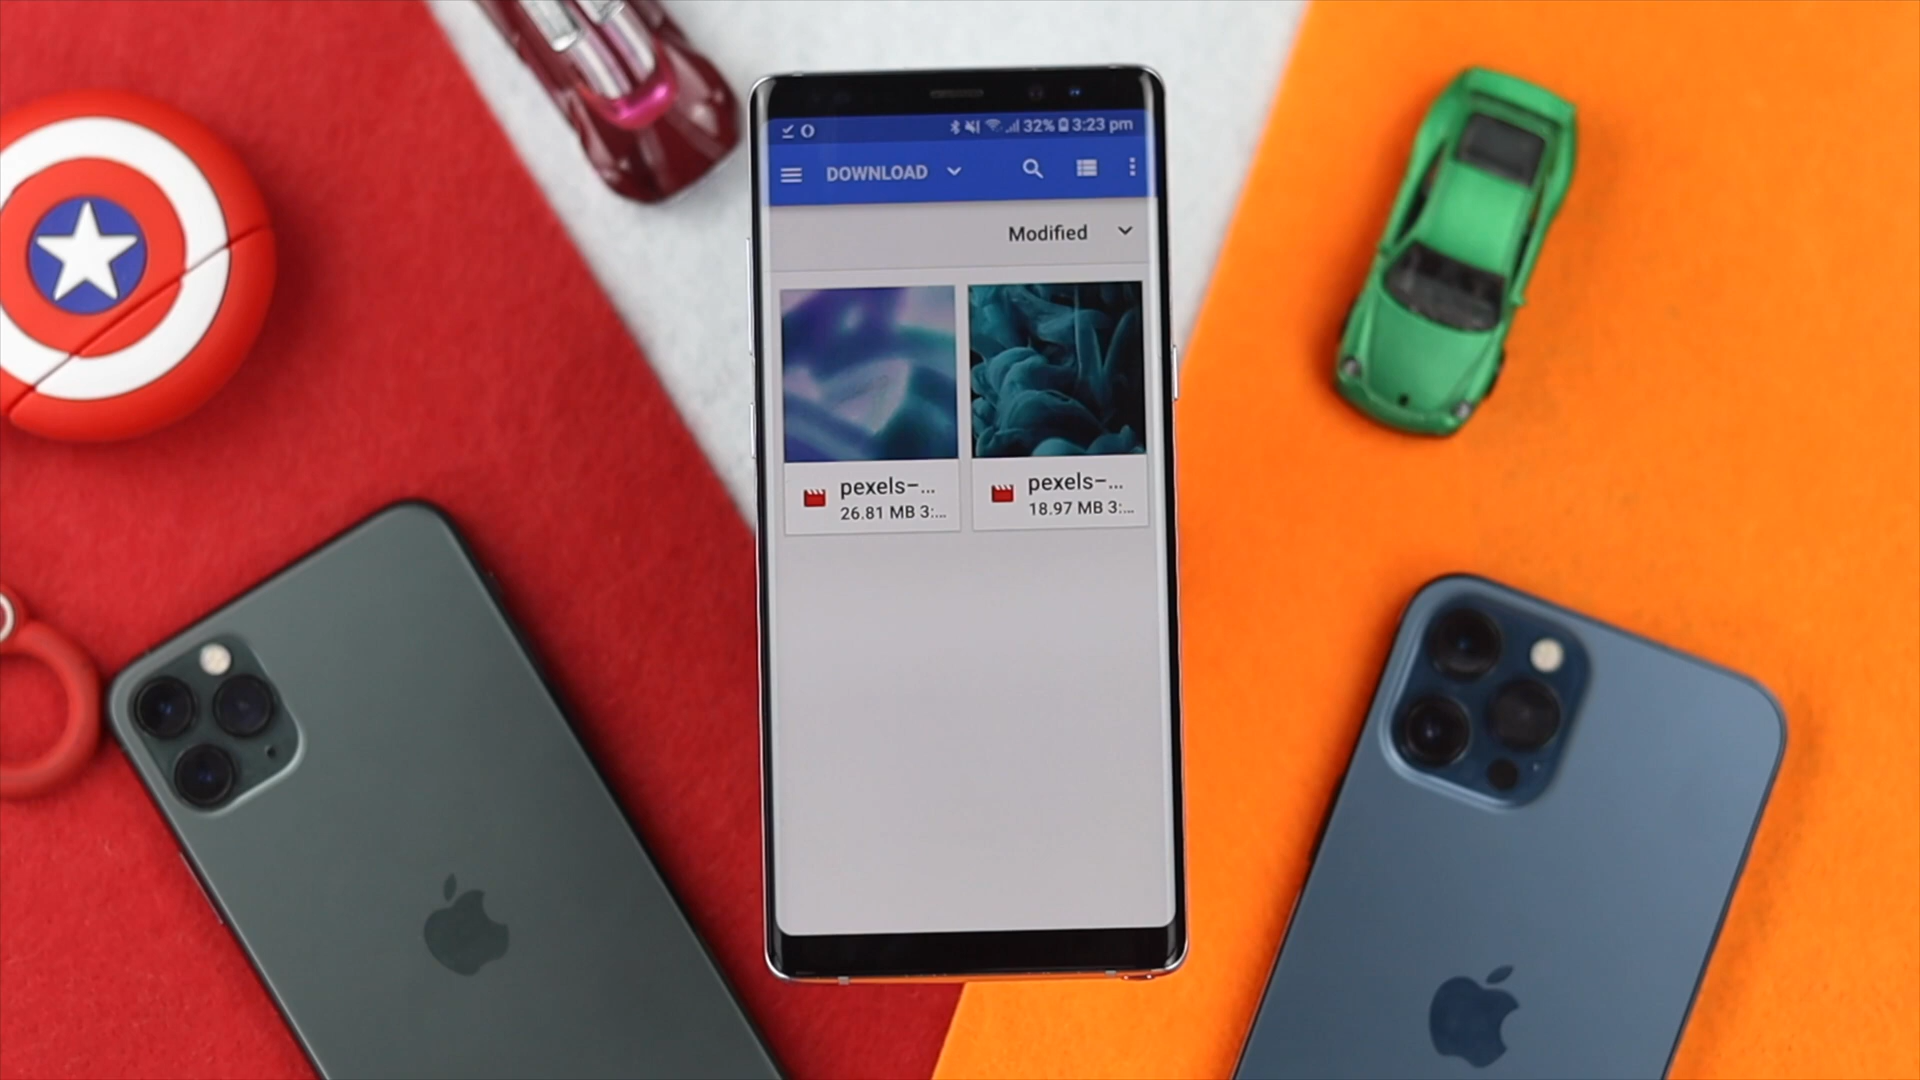 32% 3:23 pm
DOWNLOAD
Modified
pexels-...
26.81 MB 3:...
pexels-...
18.97 MB 3:...